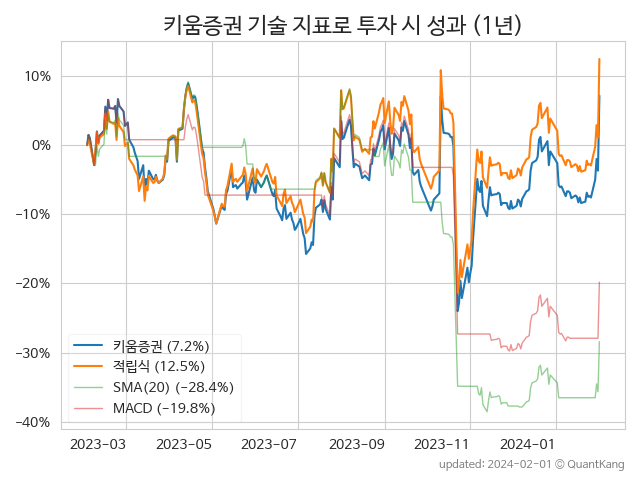 키움증권 기술 지표로 투자 시 성과 (1년)
10%
0%
−10%
−20%
−30%
−40%
키움증권 (7.2%)
적립식 (12.5%)
SMA(20) (−28.4%)
MACD (−19.8%)
2023-03 2023-05 2023-07 2023-09 2023-11 2024-01
updated: 2024-02-01 © QuantKang